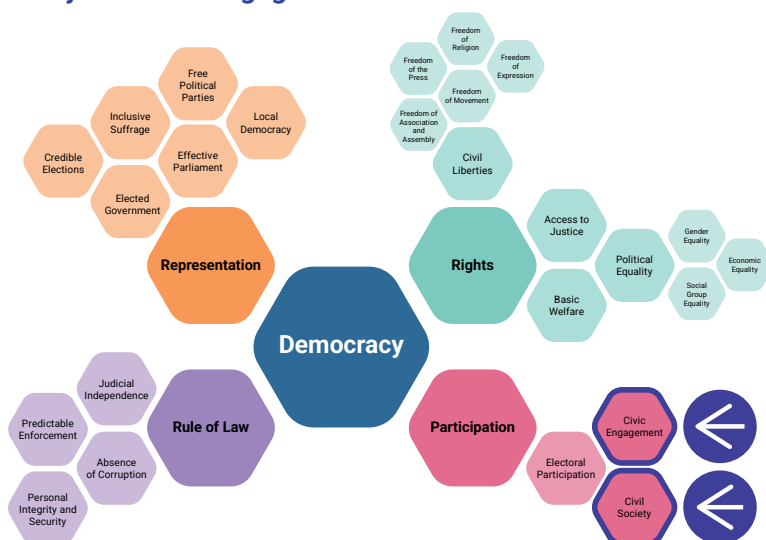 Free
Political
Parties
Inclusive
Suffrage
Local
Democracy
Credible
Elections
Effective
Parliament
Elected
Government
Representation
Freedom
of
Religion
Freedom
of the
Press
Freedom
of
Expression
Freedom
of Movement
Freedom of
Association
and
Assembly
Civil
Liberties
Rights
Access to
Justice
Basic
Welfare
Political
Equality
Gender
Equality
Economic
Equality
Social
Group
Equality
Democracy
Judicial
Independence
Predictable
Enforcement
Absence
of Corruption
Personal
Integrity and
Security
Rule of Law
Participation
Electoral
Participation
Civic
Engagement
Civil
Society